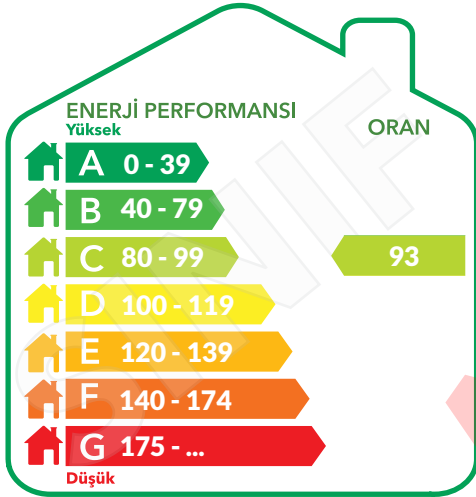 ENERJİ PERFORMANSI
Yüksek
ORAN
A 0 - 39
B 40 - 79
C 80 - 99
93
D 100 - 119
E 120 - 139
F 140 - 174
G 175 - ...
Düşük
SINIF